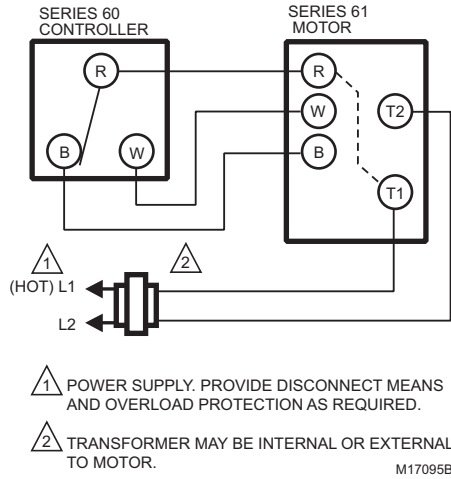 SERIES 60
CONTROLLER
SERIES 61
MOTOR
R
R
W
T2
B
W
B
T1
1
2
(HOT) L1
L2
1 POWER SUPPLY. PROVIDE DISCONNECT MEANS
AND OVERLOAD PROTECTION AS REQUIRED.
2 TRANSFORMER MAY BE INTERNAL OR EXTERNAL
TO MOTOR.
M17095B